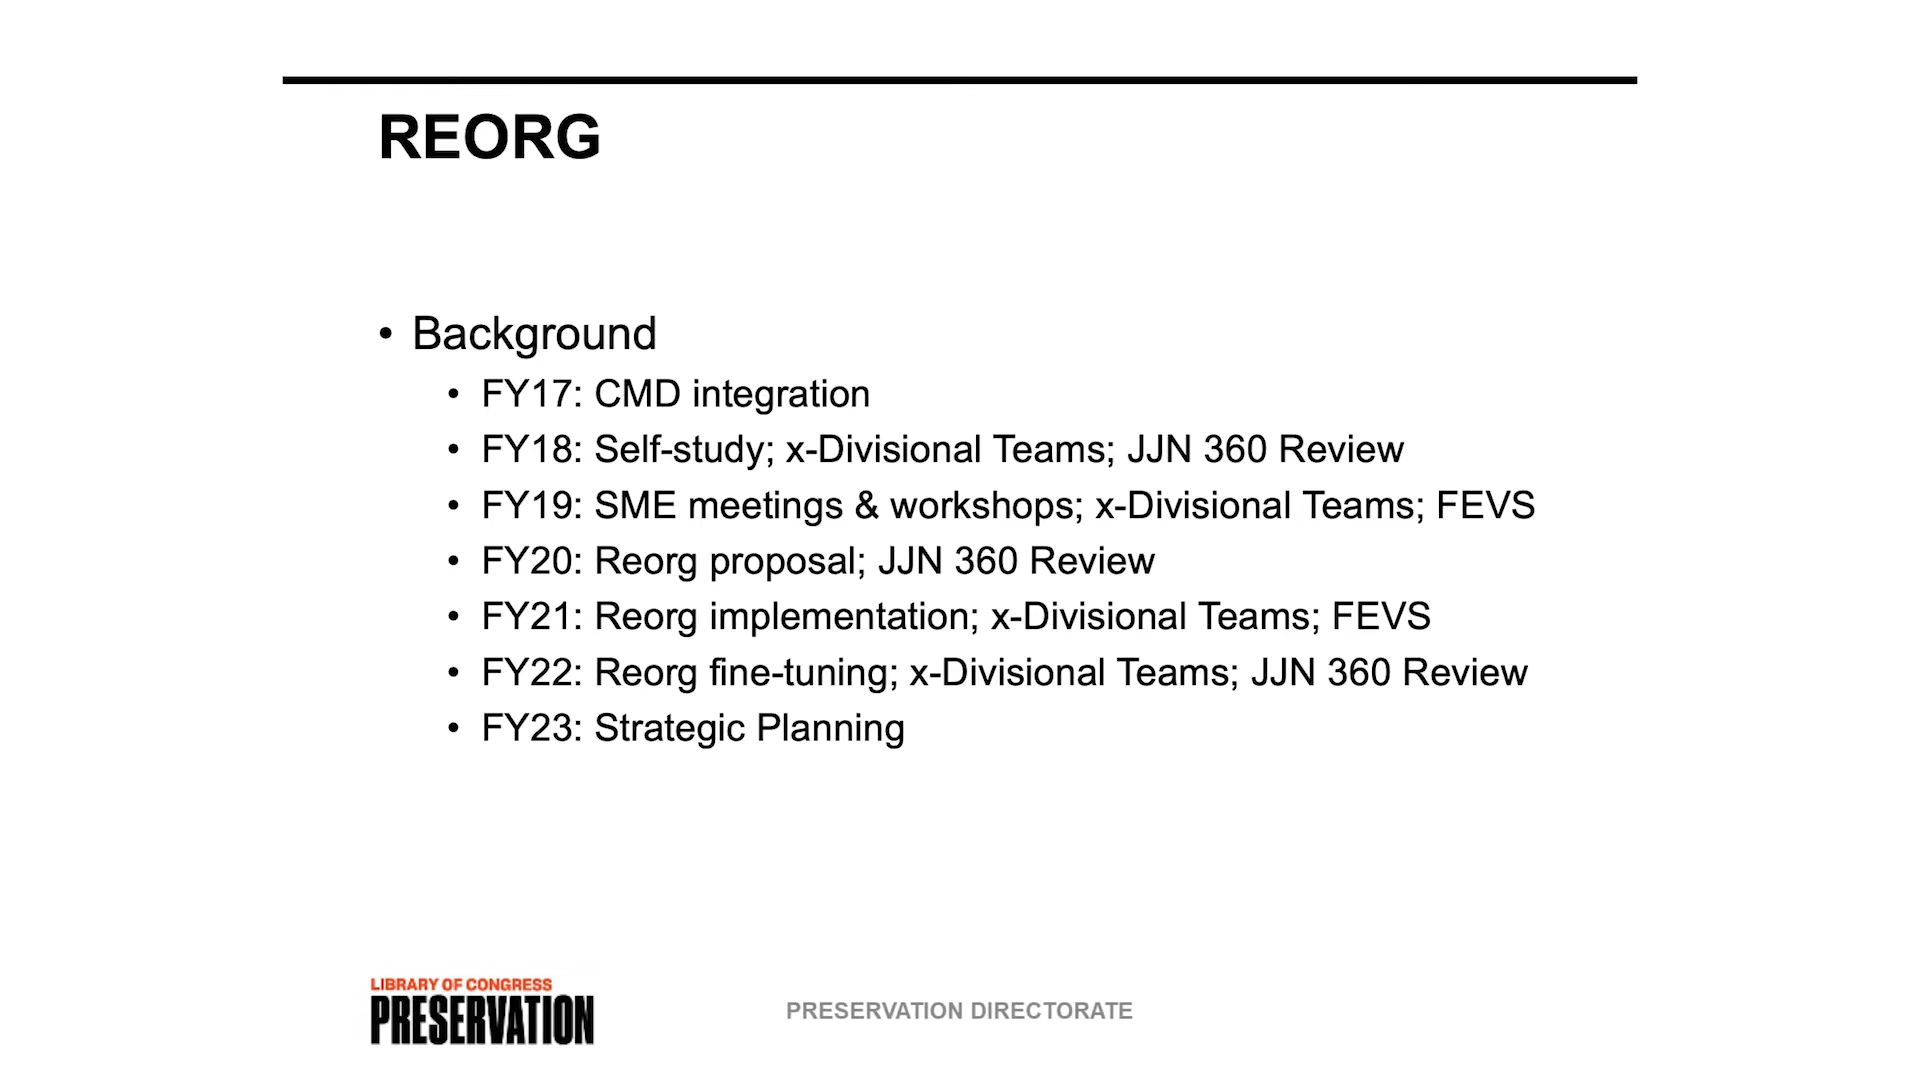 REORG
• Background
• FY17: CMD integration
• FY18: Self-study; x-Divisional Teams; JJN 360 Review
• FY19: SME meetings & workshops; x-Divisional Teams; FEVS
• FY20: Reorg proposal; JJN 360 Review
• FY21: Reorg implementation; x-Divisional Teams; FEVS
• FY22: Reorg fine-tuning; x-Divisional Teams; JJN 360 Review
• FY23: Strategic Planning
LIBRARY OF CONGRESS
PRESERVATION
PRESERVATION DIRECTORATE